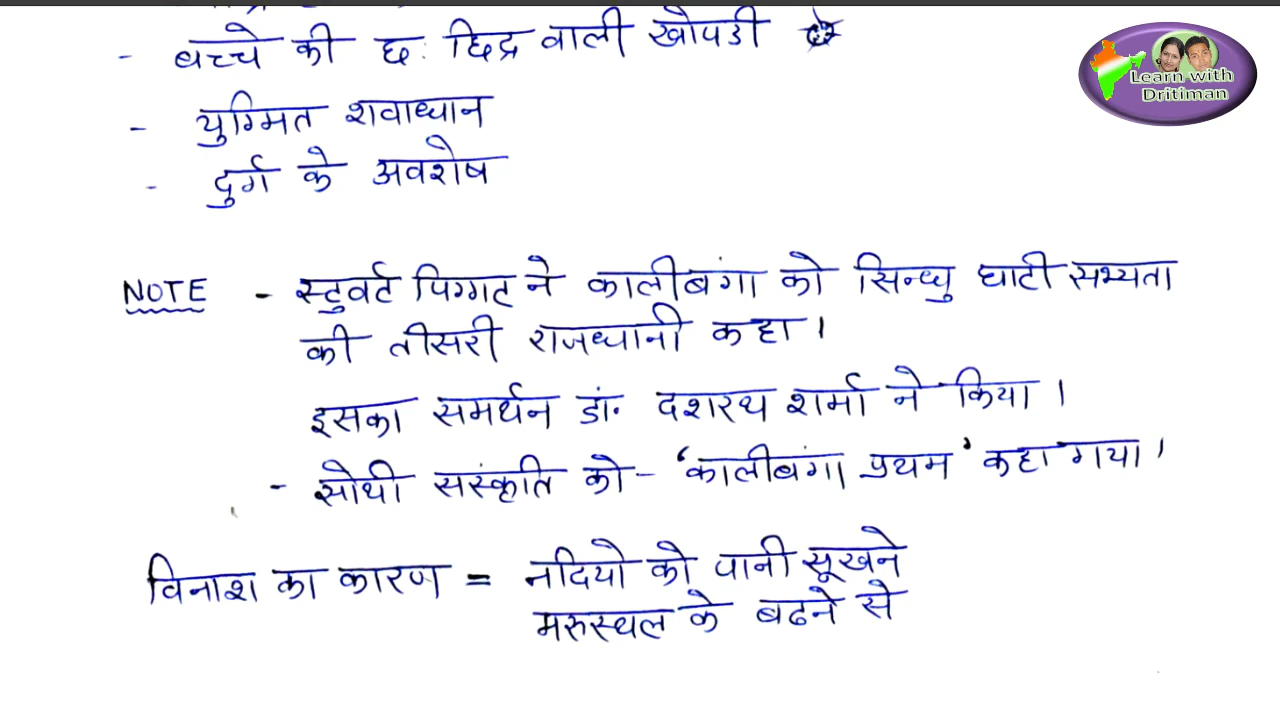 - बच्चे की छः छिद्र वाली खोपडी
Learn with
Dritiman
- युग्मित शवाधान
- दुर्ग के अवशेष
NOTE - स्टुवर्ट पिग्गट ने कालीबंगा को सिन्धु घाटी सभ्यता
की तीसरी राजधानी कहा।
इसका समर्थन डां. दशरथ शर्मा ने किया।
- सोथी संस्कृति को - 'कालीबंगा प्रथम' कहा गया।
विनाश का कारण = नदियो को पानी सूखने
मरुस्थल के बढने से